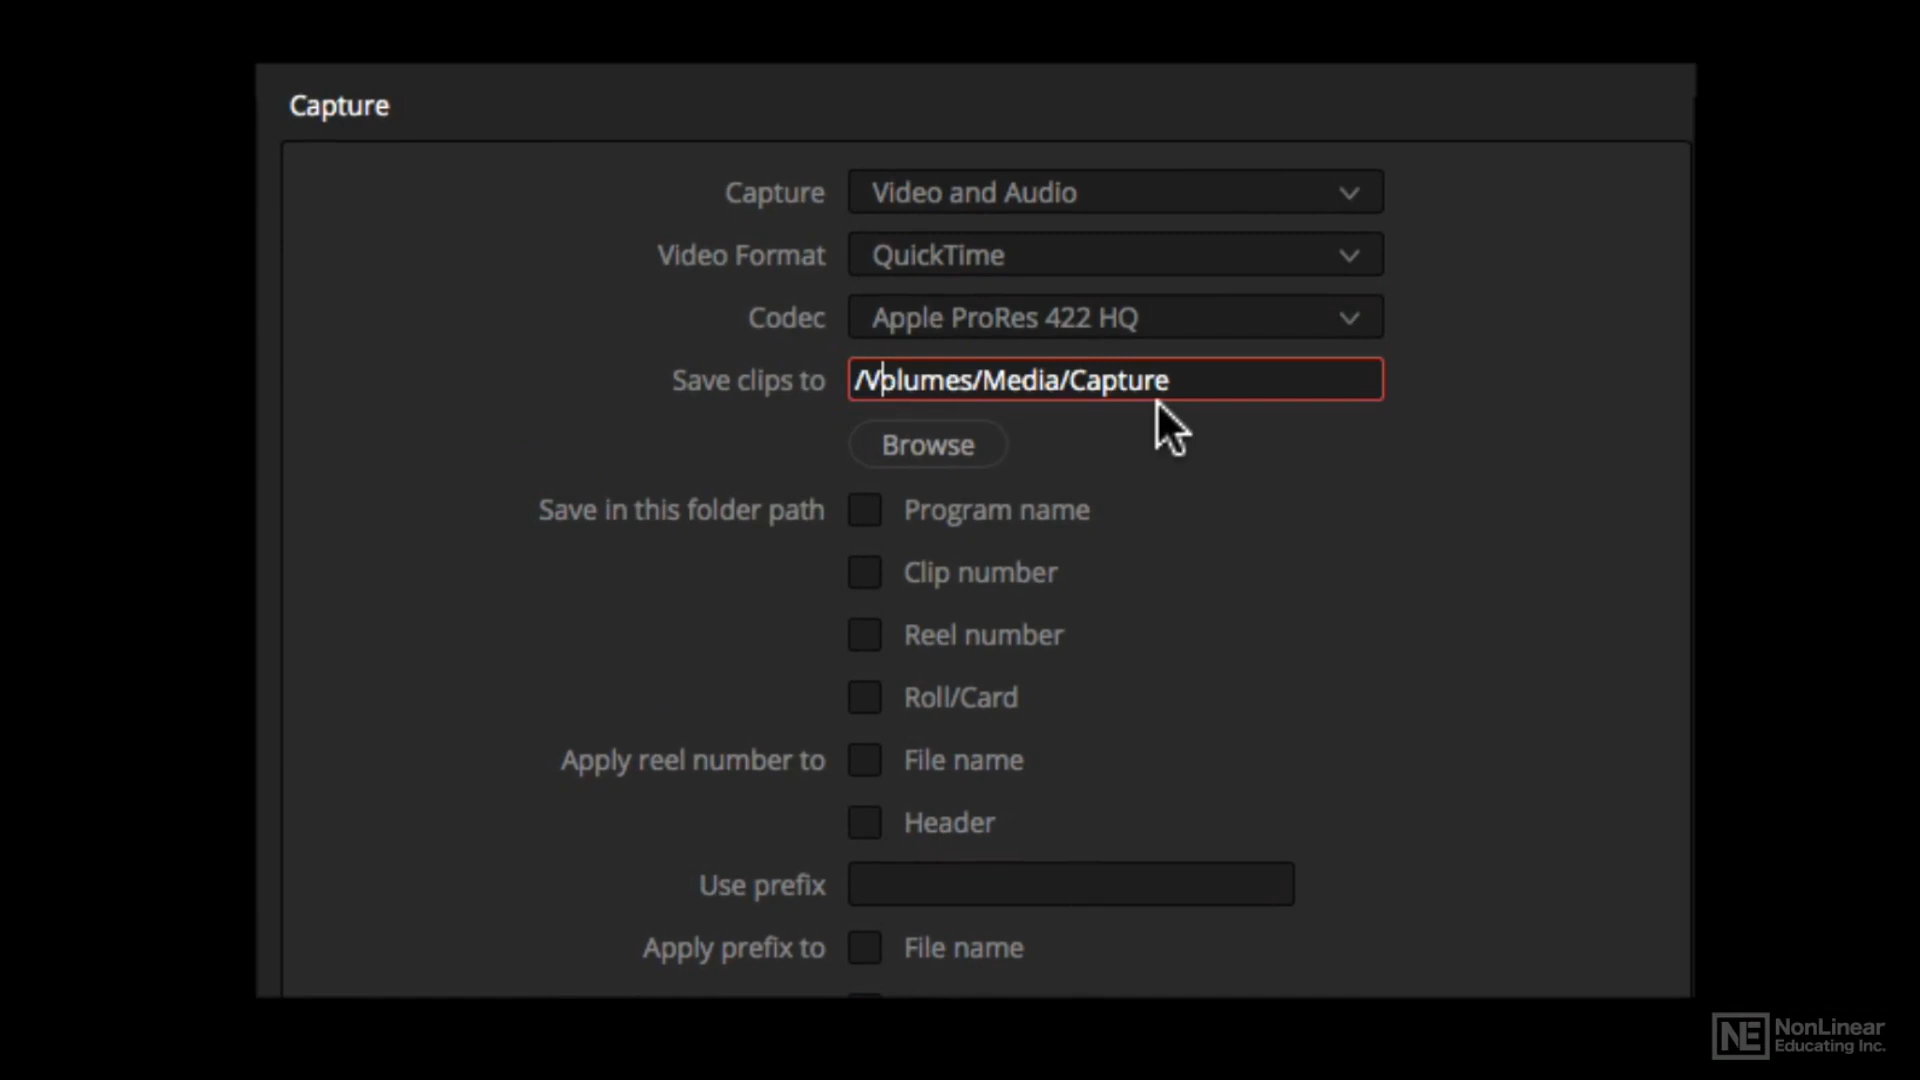 Capture
Capture Video and Audio
Video Format QuickTime
Codec Apple ProRes 422 HQ
Save clips to /Volumes/Media/Capture
Browse
Save in this folder path Program name
Clip number
Reel number
Roll/Card
Apply reel number to File name
Header
Use prefix
Apply prefix to File name
NE NonLinear
Educating Inc.